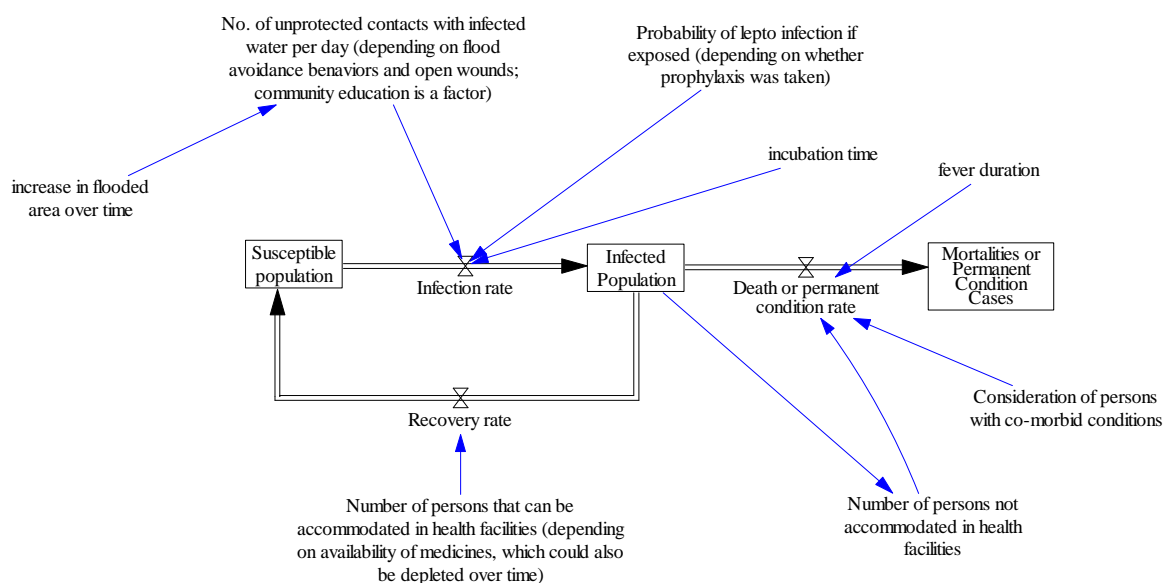 No. of unprotected contacts with infected
water per day (depending on flood
avoidance benaviors and open wounds;
community education is a factor)
Probability of lepto infection if
exposed (depending on whether
prophylaxis was taken)
incubation time
fever duration
increase in flooded
area over time
Susceptible
population
Infection rate
Infected
Population
Death or permanent
condition rate
Mortalities or
Permanent
Condition
Cases
Recovery rate
Consideration of persons
with co-morbid conditions
Number of persons that can be
accommodated in health facilities (depending
on availability of medicines, which could also
be depleted over time)
Number of persons not
accommodated in health
facilities